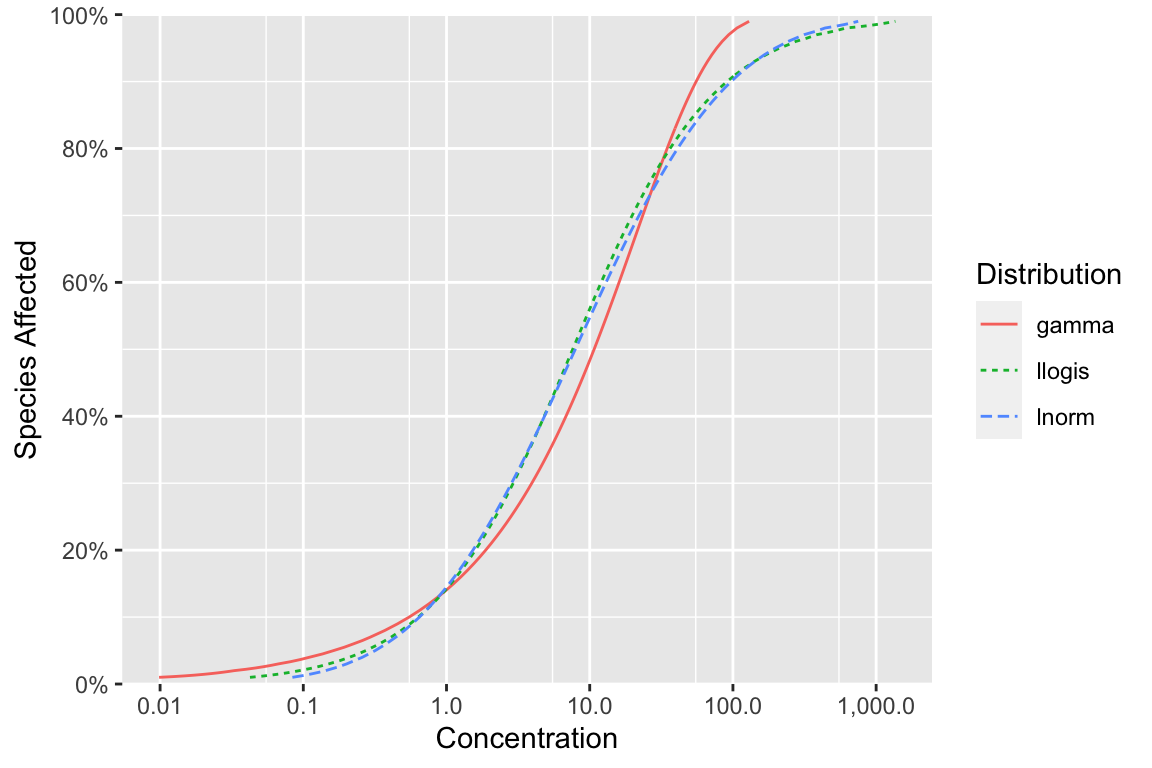 100%
80%
60%
40%
20%
0%
Species Affected
0.01
0.1
1.0
10.0
100.0
1,000.0
Concentration
Distribution
gamma
llogis
lnorm